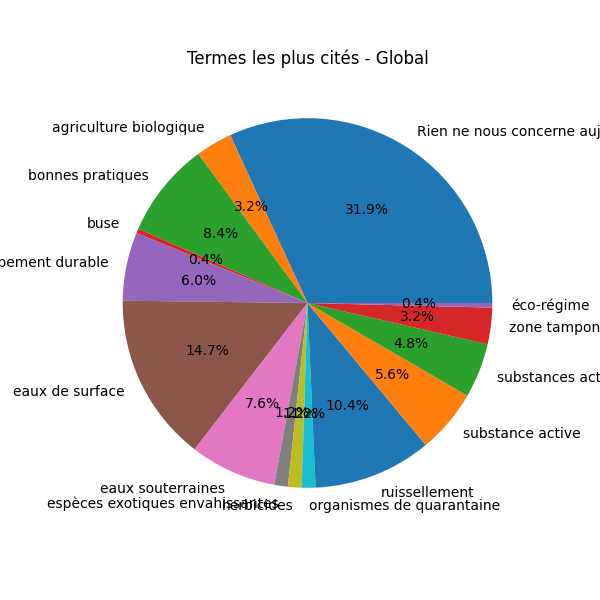 Termes les plus cités - Global
Rien ne nous concerne auj
31.9%
agriculture biologique
3.2%
bonnes pratiques
8.4%
buse
0.4%
pement durable
6.0%
eaux de surface
14.7%
eaux souterraines
7.6%
espèces exotiques envahissantes
1.2%
herbicides
1.2%
organismes de quarantaine
1.2%
ruissellement
10.4%
substance active
5.6%
substances act
4.8%
zone tampon
3.2%
éco-régime
0.4%